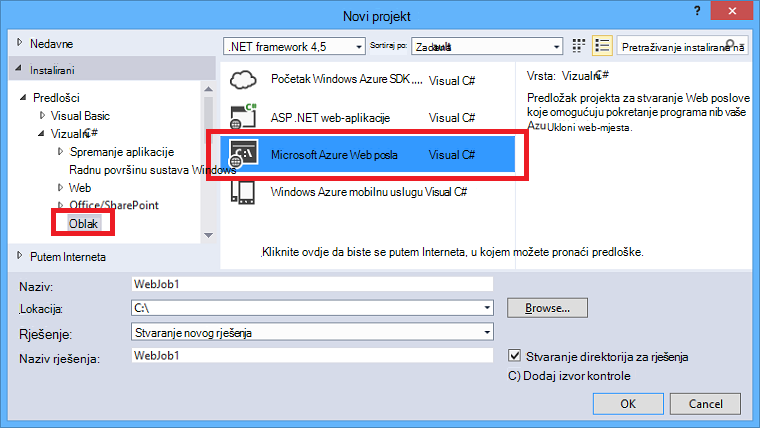 Novi projekt
?
Nedavne
Instalirani
Predlošci
Visual Basic
Vizualni C#
Spremanje aplikacije
Radnu površinu sustava Windows
Web
Office/SharePoint
Oblak
Putem Interneta
.NET framework 4,5
Sortiraj po:
Početak Windows Azure SDK .... Visual C#
ASP .NET web-aplikacije Visual C#
Microsoft Azure Web posla Visual C#
Windows Azure mobilnu uslugu Visual C#
Kliknite ovdje da biste se putem Interneta, u kojem možete pronaći predloške.
Pretraživanje instalirane
Vrsta: Vizualni C#
Predložak projekta za stvaranje Web poslove
koje omogućuju pokretanje programa nib vaše
Azu Ukloni web-mjesta.
Naziv: WebJob1
Lokacija: C:\ Browse...
Rješenje: Stvaranje novog rješenja
Naziv rješenja: WebJob1
Stvaranje direktorija za rješenja
C) Dodaj izvor kontrole
OK Cancel